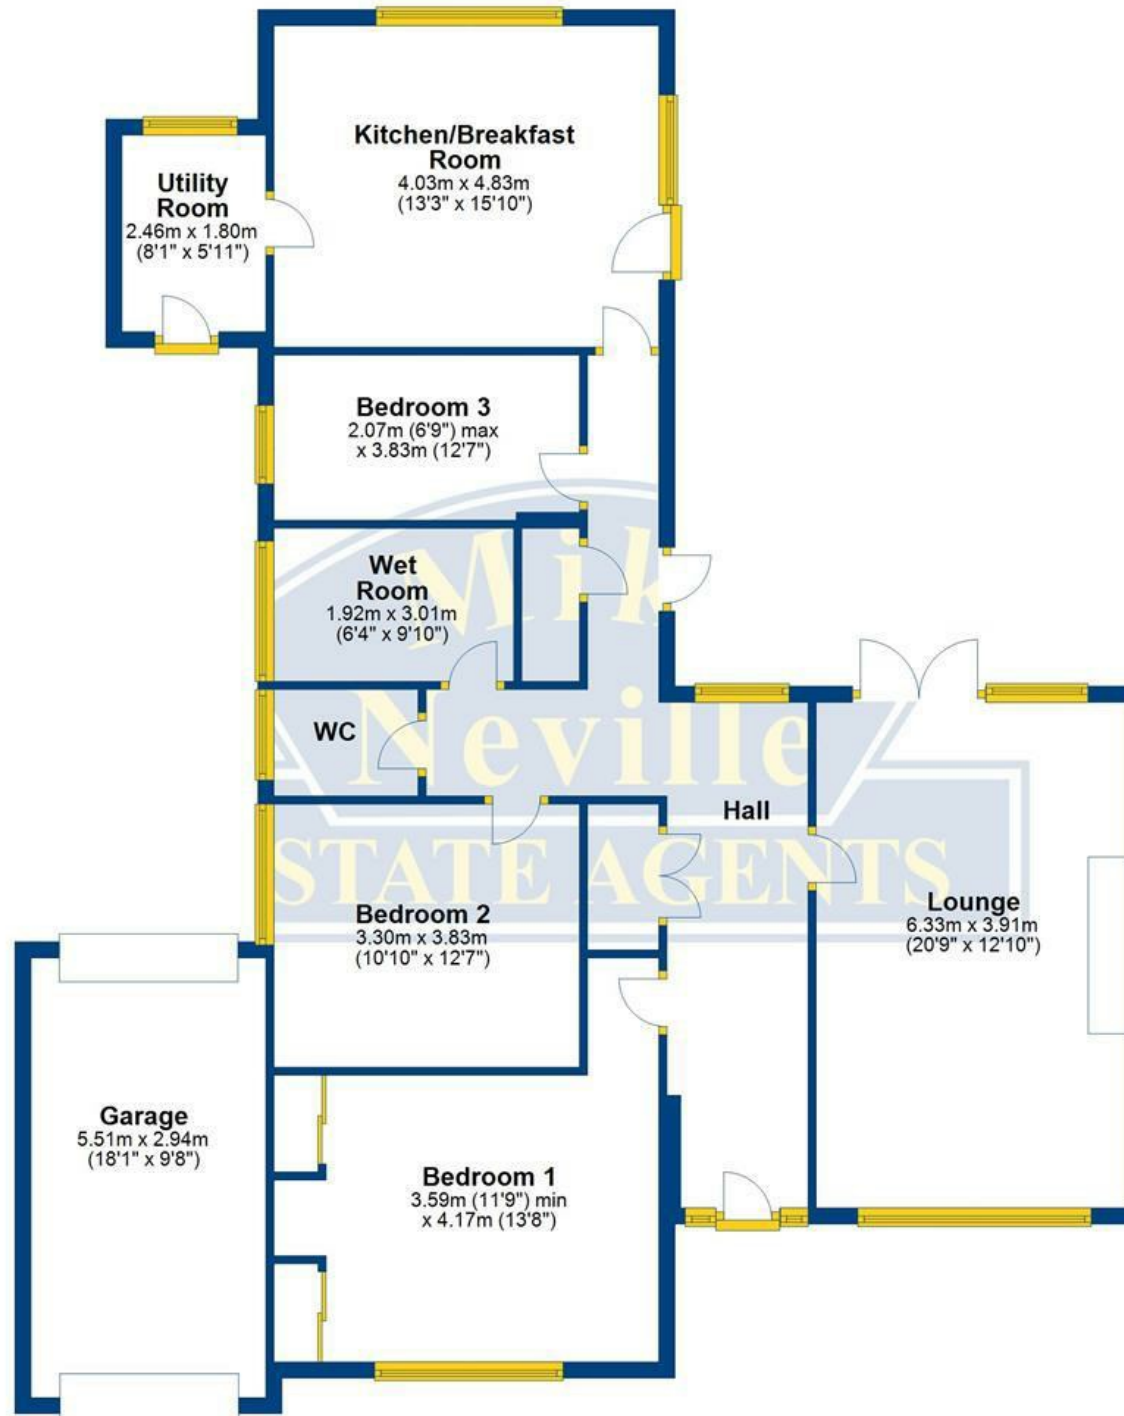 Kitchen/Breakfast
Room
4.03m x 4.83m
(13'3" x 15'10")
Utility
Room
2.46m x 1.80m
(8'1" x 5'11")
Bedroom 3
2.07m (6'9") max
x 3.83m (12'7")
Wet
Room
1.92m x 3.01m
(6'4" x 9'10")
WC
Hall
Lounge
6.33m x 3.91m
(20'9" x 12'10")
Bedroom 2
3.30m x 3.83m
(10'10" x 12'7")
Garage
5.51m x 2.94m
(18'1" x 9'8")
Bedroom 1
3.59m (11'9") min
x 4.17m (13'8")
Mik
Neville
STATE AGENTS